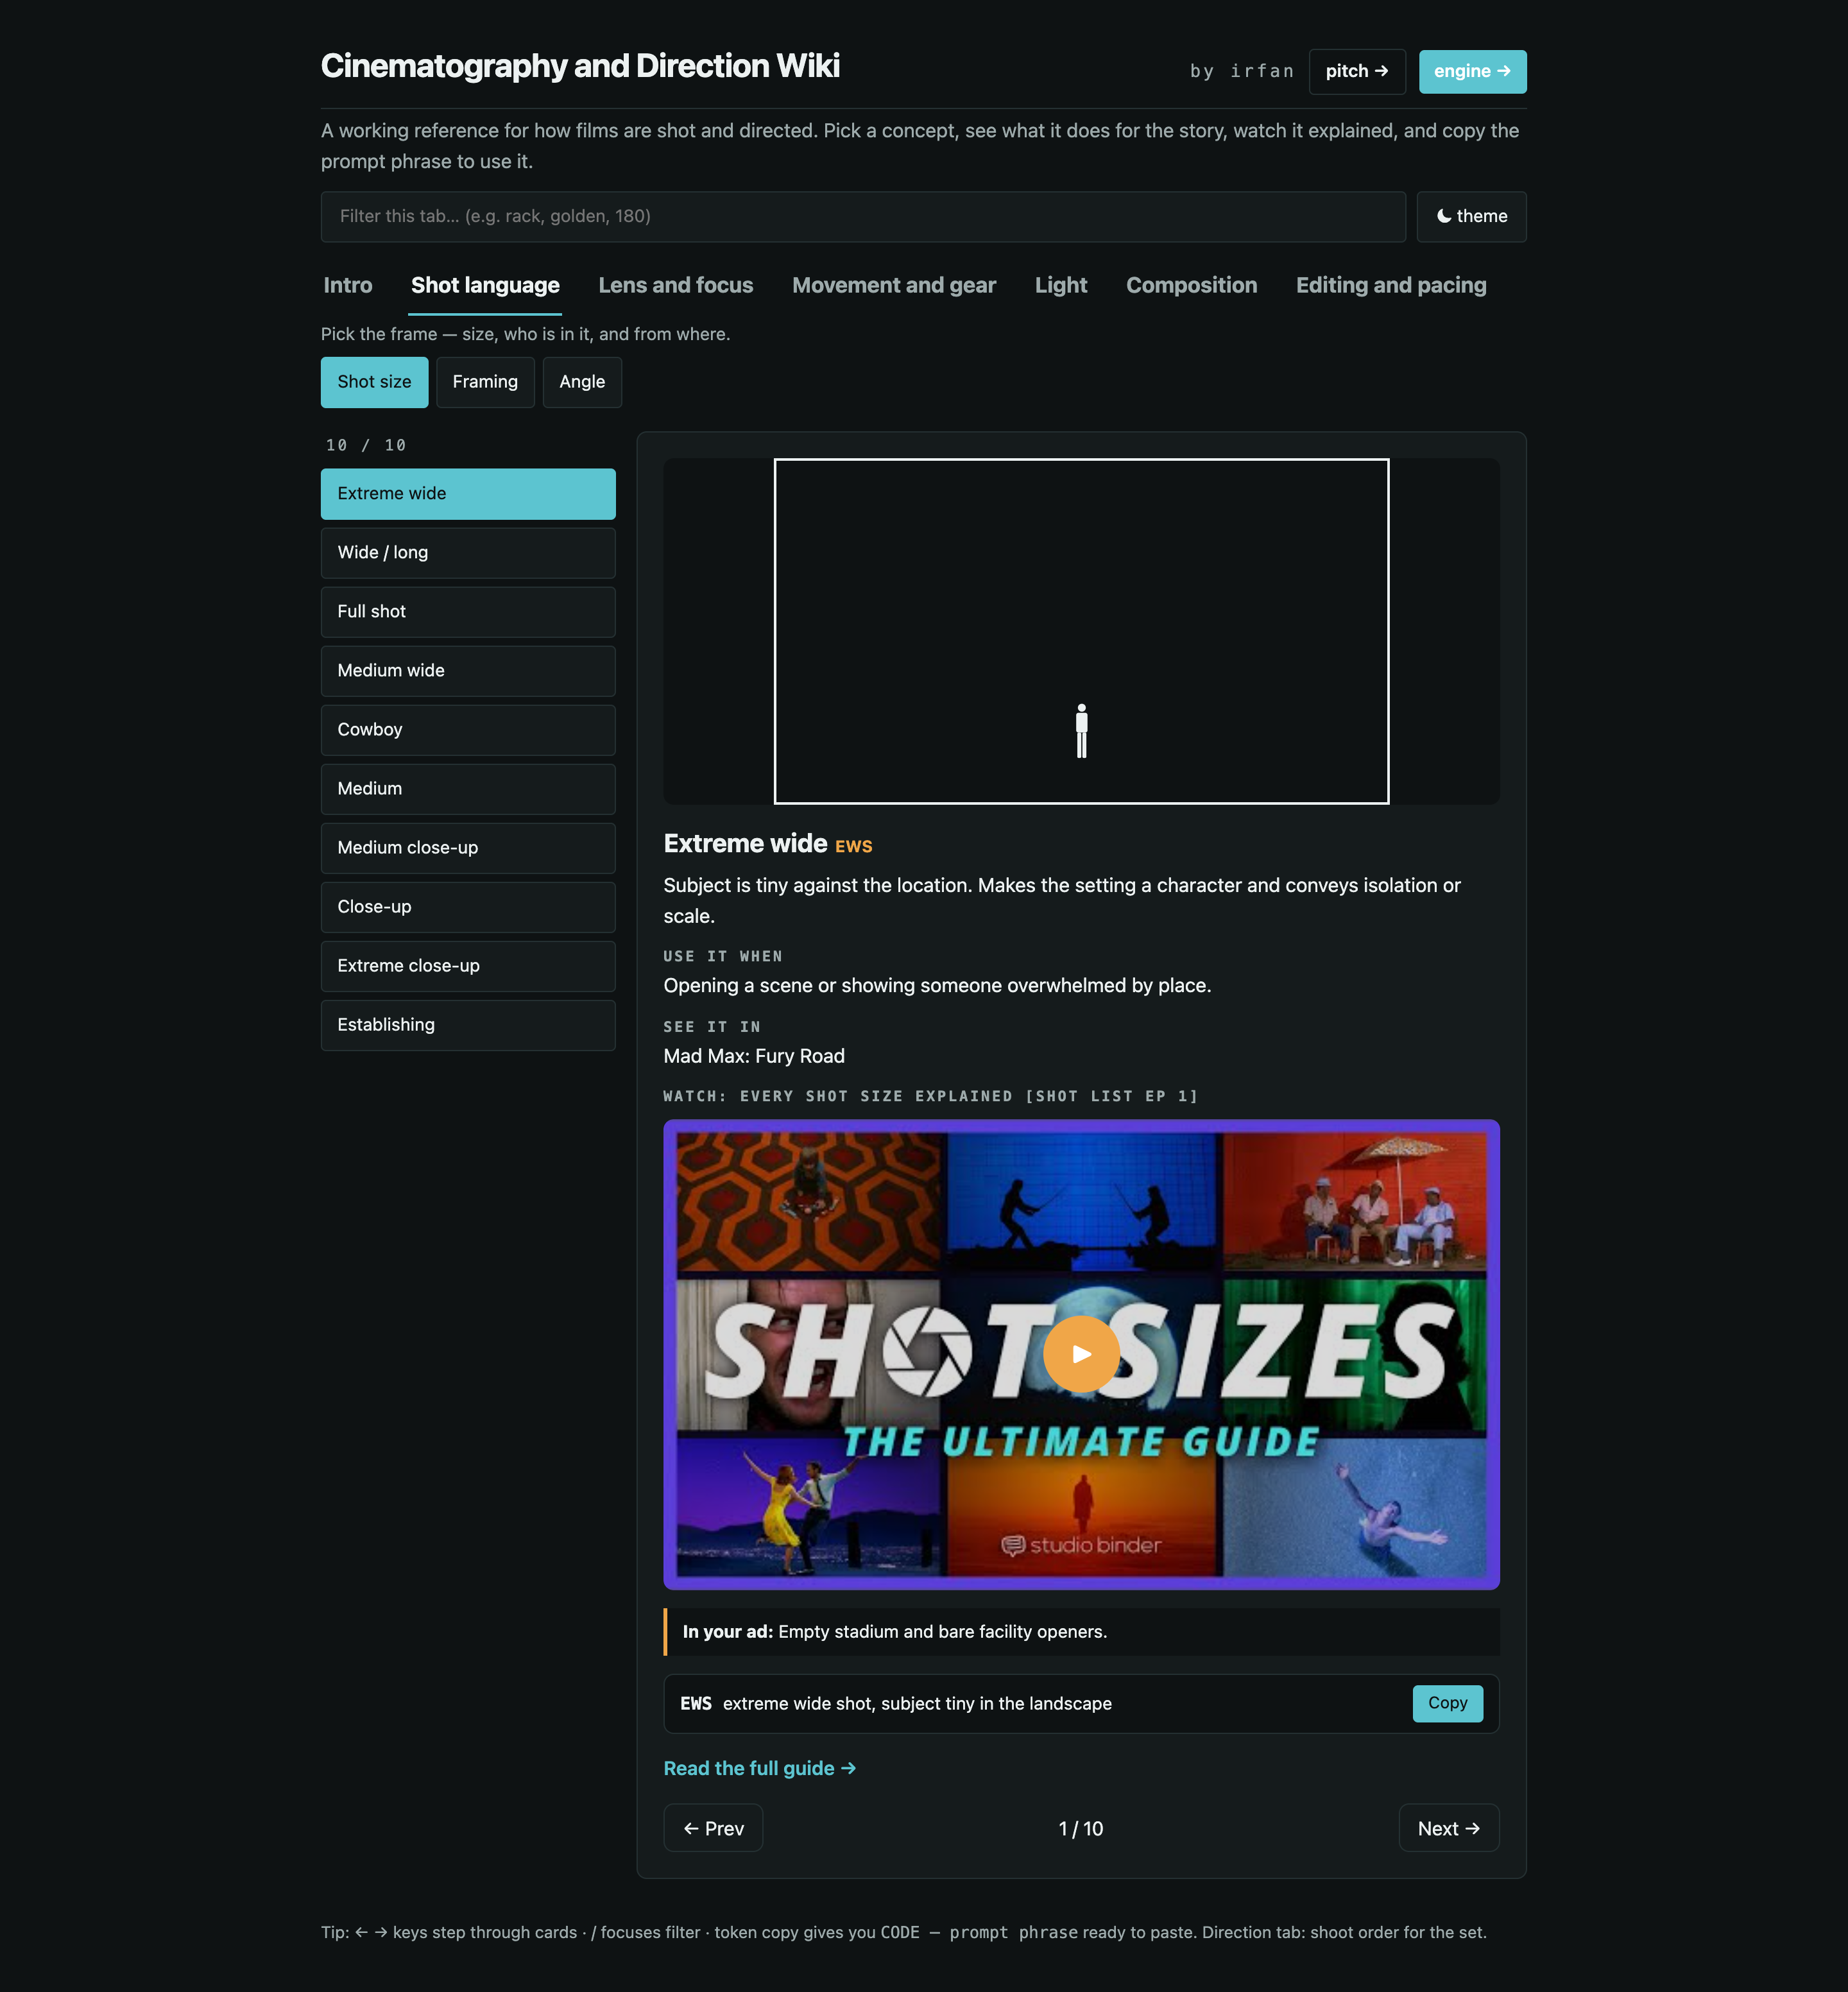 Cinematography and Direction Wiki
by irfan
pitch →
engine →
A working reference for how films are shot and directed. Pick a concept, see what it does for the story, watch it explained, and copy the
prompt phrase to use it.
Filter this tab... (e.g. rack, golden, 180)
theme
Intro
Shot language
Lens and focus
Movement and gear
Light
Composition
Editing and pacing
Pick the frame — size, who is in it, and from where.
Shot size
Framing
Angle
10 / 10
Extreme wide
Wide / long
Full shot
Medium wide
Cowboy
Medium
Medium close-up
Close-up
Extreme close-up
Establishing
Extreme wide EWS
Subject is tiny against the location. Makes the setting a character and conveys isolation or
scale.
USE IT WHEN
Opening a scene or showing someone overwhelmed by place.
SEE IT IN
Mad Max: Fury Road
WATCH: EVERY SHOT SIZE EXPLAINED [SHOT LIST EP 1]
SHOT SIZES
THE ULTIMATE GUIDE
studiobinder
In your ad: Empty stadium and bare facility openers.
EWS extreme wide shot, subject tiny in the landscape
Copy
Read the full guide →
← Prev
1 / 10
Next →
Tip: ← → keys step through cards · / focuses filter · token copy gives you CODE — prompt phrase ready to paste. Direction tab: shoot order for the set.